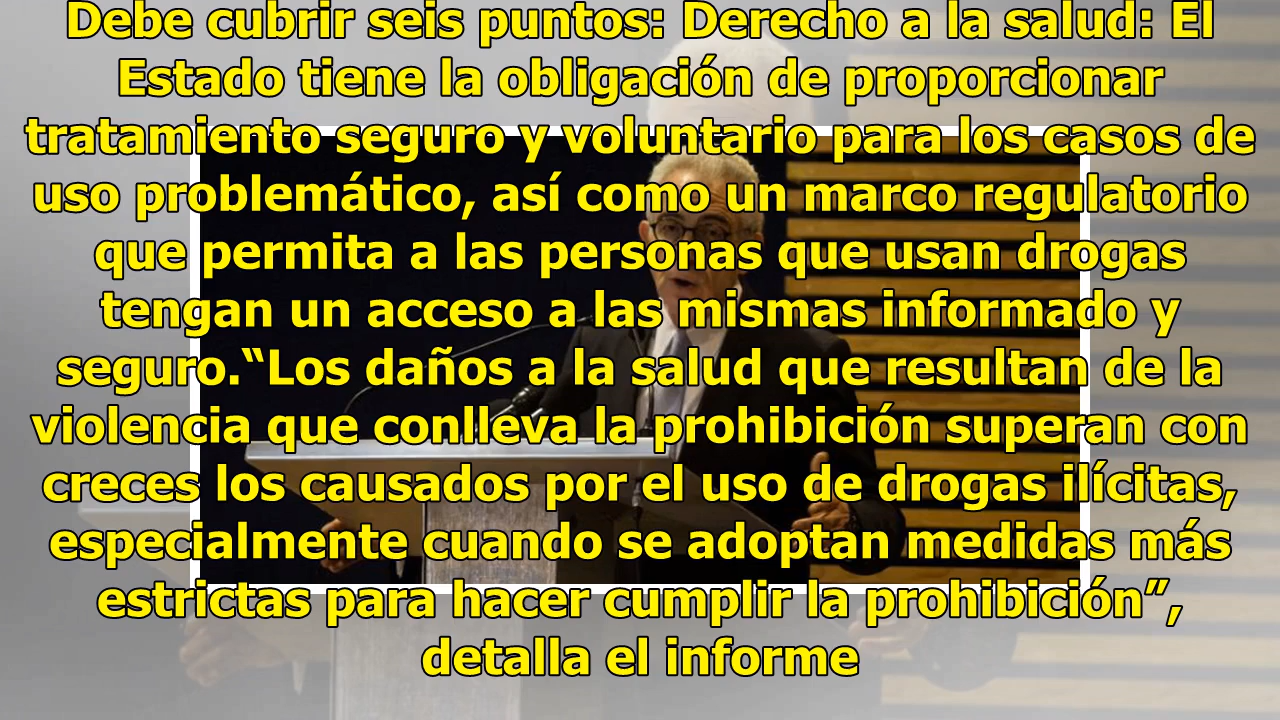 Debe cubrir seis puntos: Derecho a la salud: El
Estado tiene la obligación de proporcionar
tratamiento seguro y voluntario para los casos de
uso problemático, así como un marco regulatorio
que permita a las personas que usan drogas
tengan un acceso a las mismas informado y
seguro.“Los daños a la salud que resultan de la
violencia que conlleva la prohibición superan con
creces los causados por el uso de drogas ilícitas,
especialmente cuando se adoptan medidas más
estrictas para hacer cumplir la prohibición”,
detalla el informe